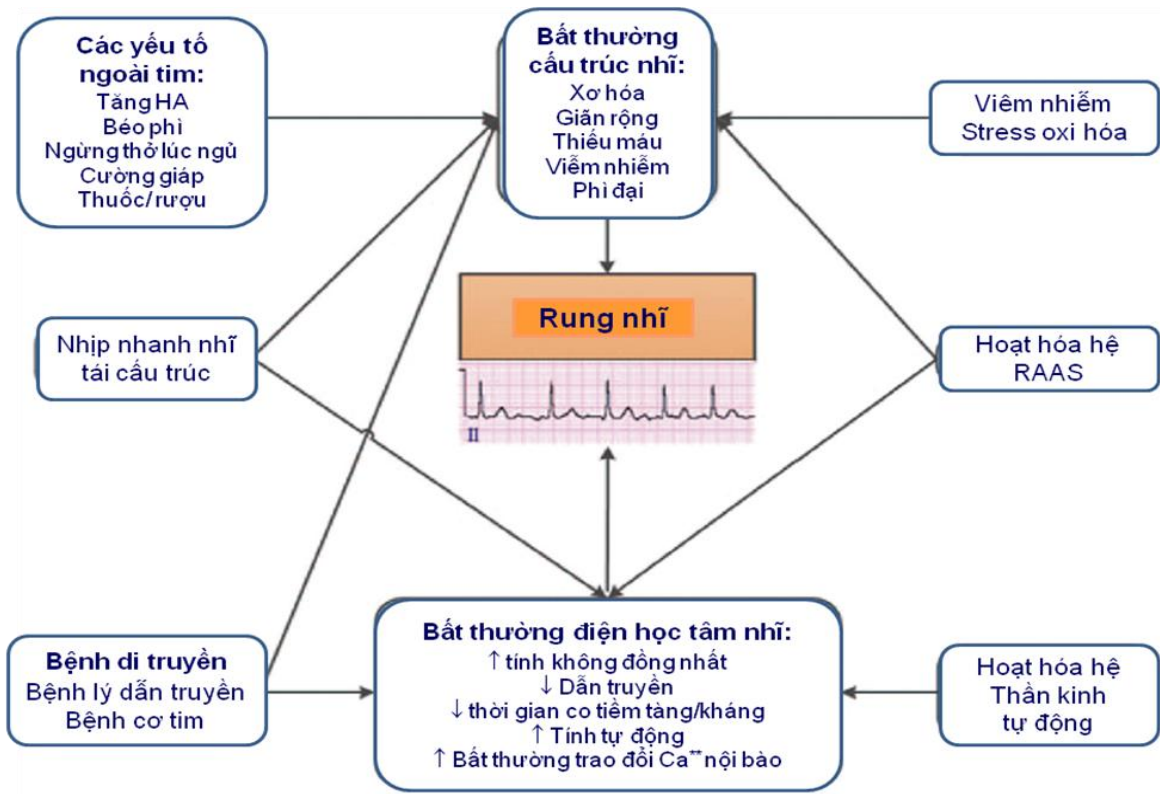 Các yếu tố
ngoài tim:
Tăng HA
Béo phì
Ngừng thở lúc ngủ
Cường giáp
Thuốc/rượu
Bất thường
cấu trúc nhĩ:
Xơ hóa
Giãn rộng
Thiếu máu
Viễm nhiễm
Phì đại
Viêm nhiễm
Stress oxi hóa
Rung nhĩ
II
Nhịp nhanh nhĩ
tái cấu trúc
Hoạt hóa hệ
RAAS
Bệnh di truyền
Bệnh lý dẫn truyền
Bệnh cơ tim
Bất thường điện học tâm nhĩ:
↑ tính không đồng nhất
↓ Dẫn truyền
↓ thời gian co tiềm tàng/kháng
↑ Tính tự động
↑ Bất thường trao đổi Ca⁺⁺ nội bào
Hoạt hóa hệ
Thần kinh
tự động